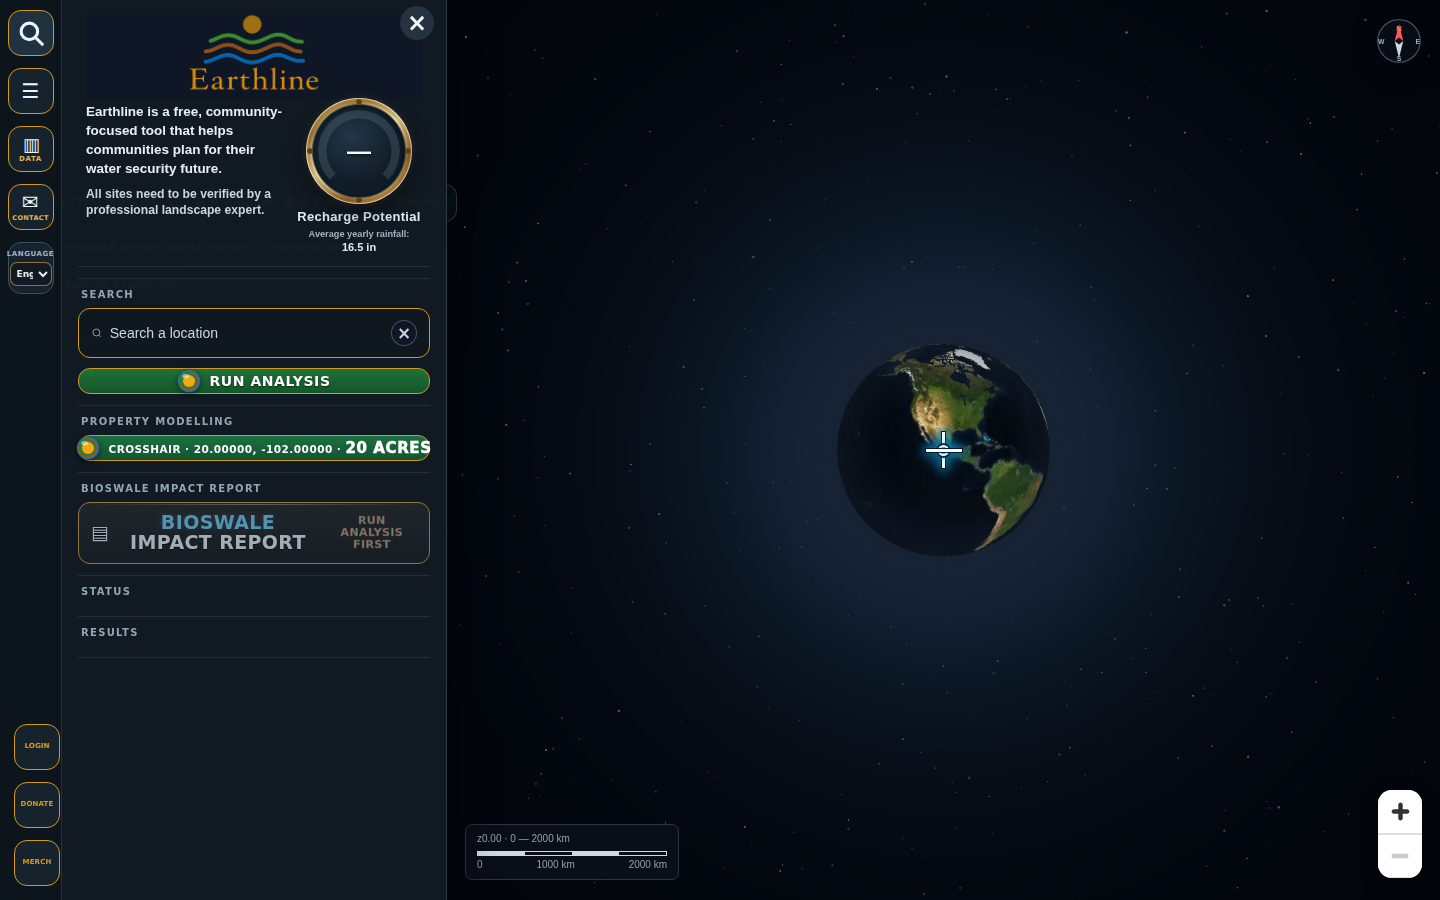 Earthline
Earthline is a free, community-
focused tool that helps
communities plan for their
water security future.
All sites need to be verified by a
professional landscape expert.
—
Recharge Potential
Average yearly rainfall:
16.5 in
DATA
CONTACT
LANGUAGE
Eng
SEARCH
Search a location
RUN ANALYSIS
PROPERTY MODELLING
CROSSHAIR · 20.00000, -102.00000 · 20 ACRES
BIOSWALE IMPACT REPORT
BIOSWALE
IMPACT REPORT
RUN
ANALYSIS
FIRST
STATUS
RESULTS
LOGIN
DONATE
MERCH
N
W
E
S
z0.00 · 0 — 2000 km
0 1000 km 2000 km